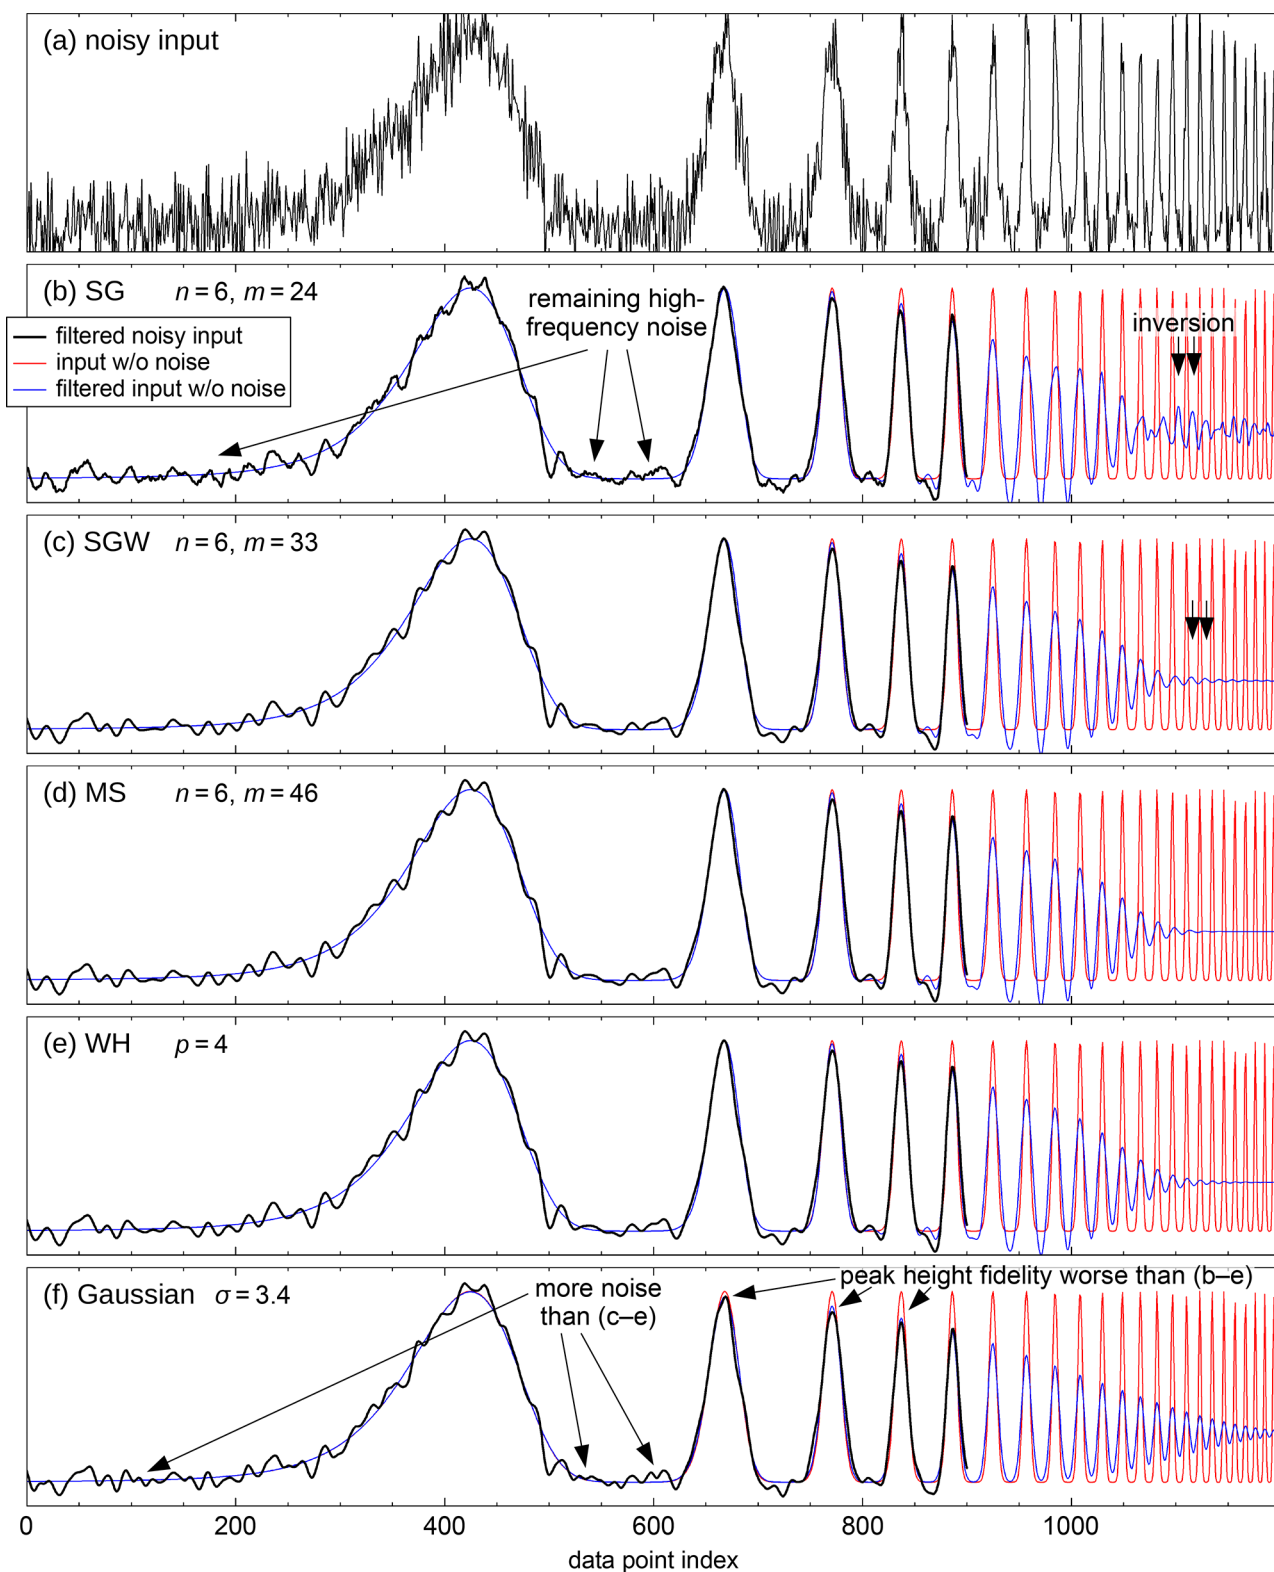 (a) noisy input
(b) SG n = 6, m = 24
remaining high-
frequency noise
inversion
filtered noisy input
input w/o noise
filtered input w/o noise
(c) SGW n = 6, m = 33
(d) MS n = 6, m = 46
(e) WH p = 4
(f) Gaussian σ = 3.4
more noise
than (c–e)
peak height fidelity worse than (b–e)
0 200 400 600 800 1000
data point index